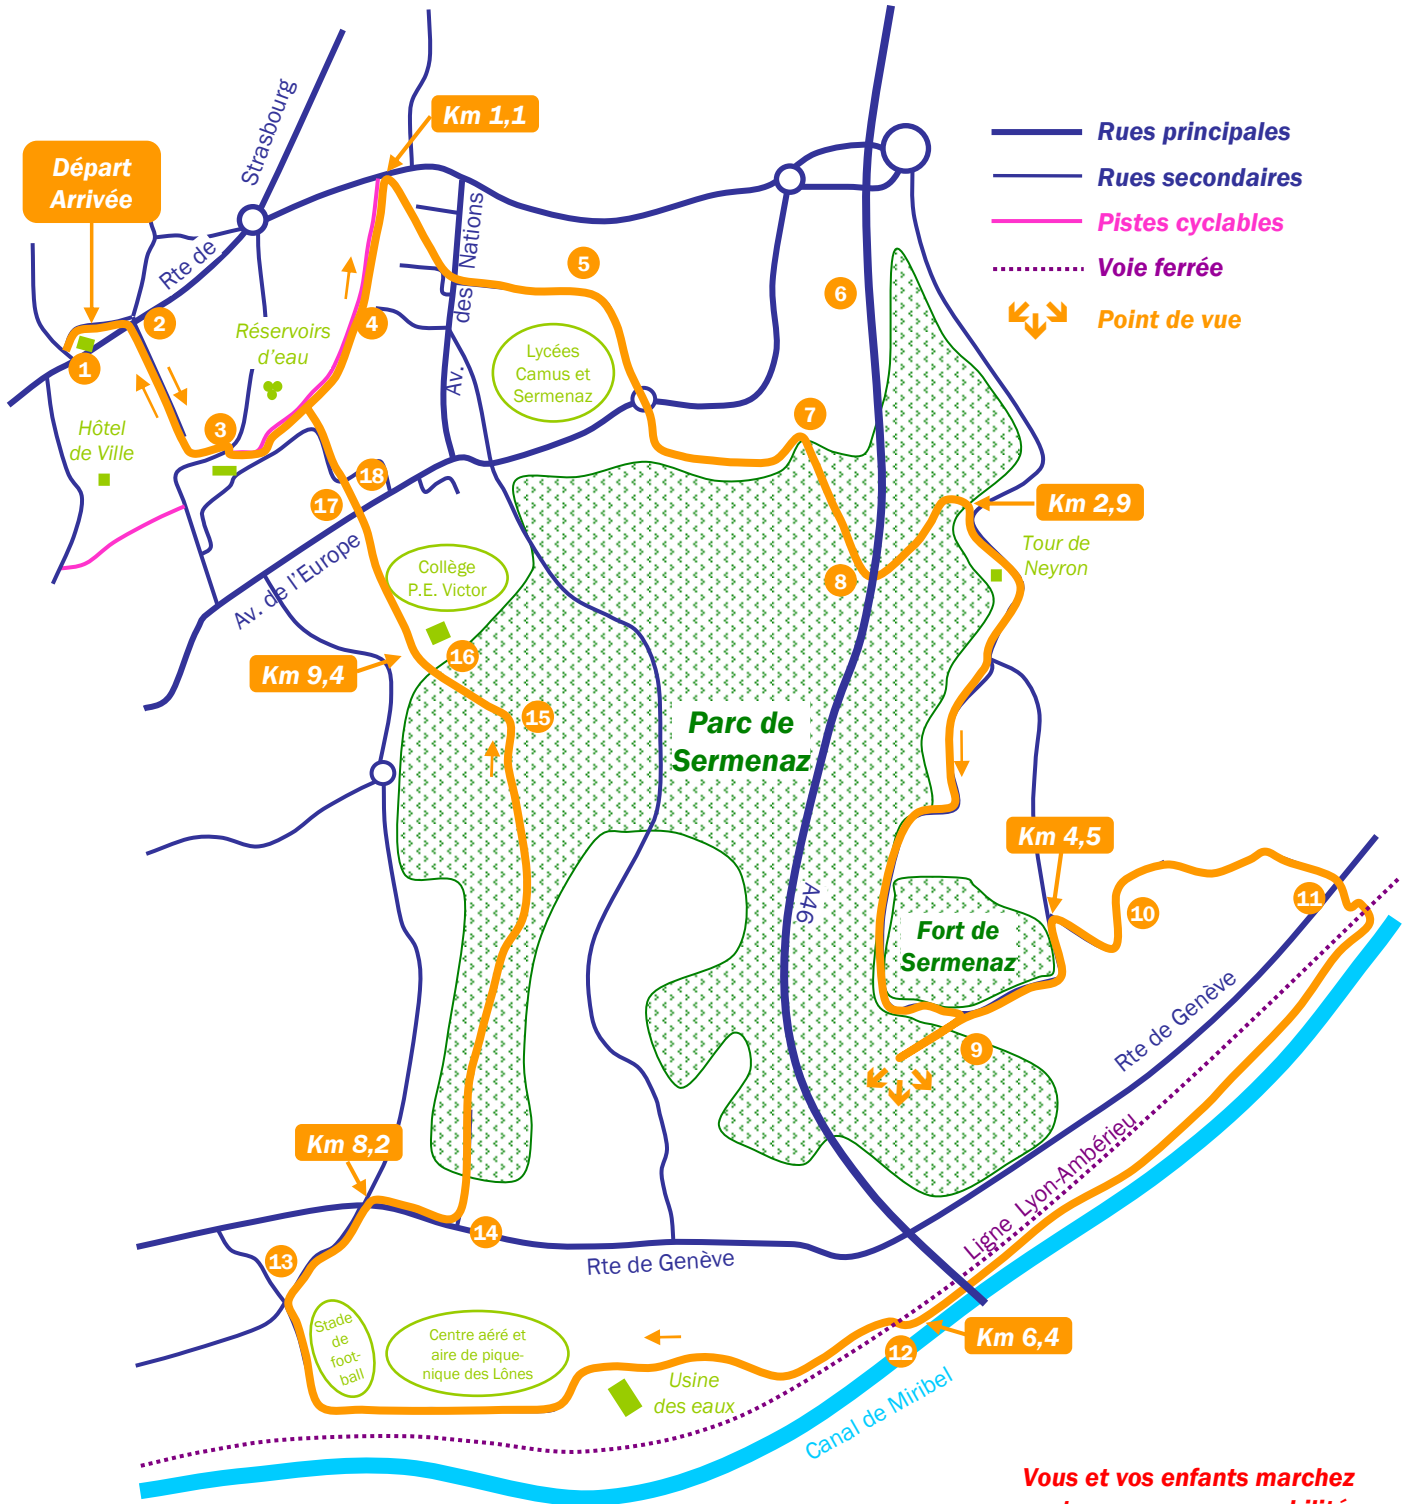 Strasbourg
Rte de
Km 1,1
Départ
Arrivée
Rues principales
Rues secondaires
Pistes cyclables
Voie ferrée
Point de vue
Av. des Nations
5
6
2
4
1
Réservoirs
d'eau
Lycées
Camus et
Sermenaz
Hôtel
de Ville
3
7
18
17
Km 2,9
Tour de
Neyron
Av. de l'Europe
Collège
P.E. Victor
8
16
Km 9,4
15
Parc de
Sermenaz
A46
Km 4,5
10
11
Fort de
Sermenaz
9
Rte de Genève
Ligne Lyon-Ambérieu
Km 8,2
14
13
Rte de Genève
Stade
de
foot-
ball
Centre aéré et
aire de pique-
nique des Lônes
Usine
des eaux
12
Km 6,4
Canal de Miribel
Vous et vos enfants marchez